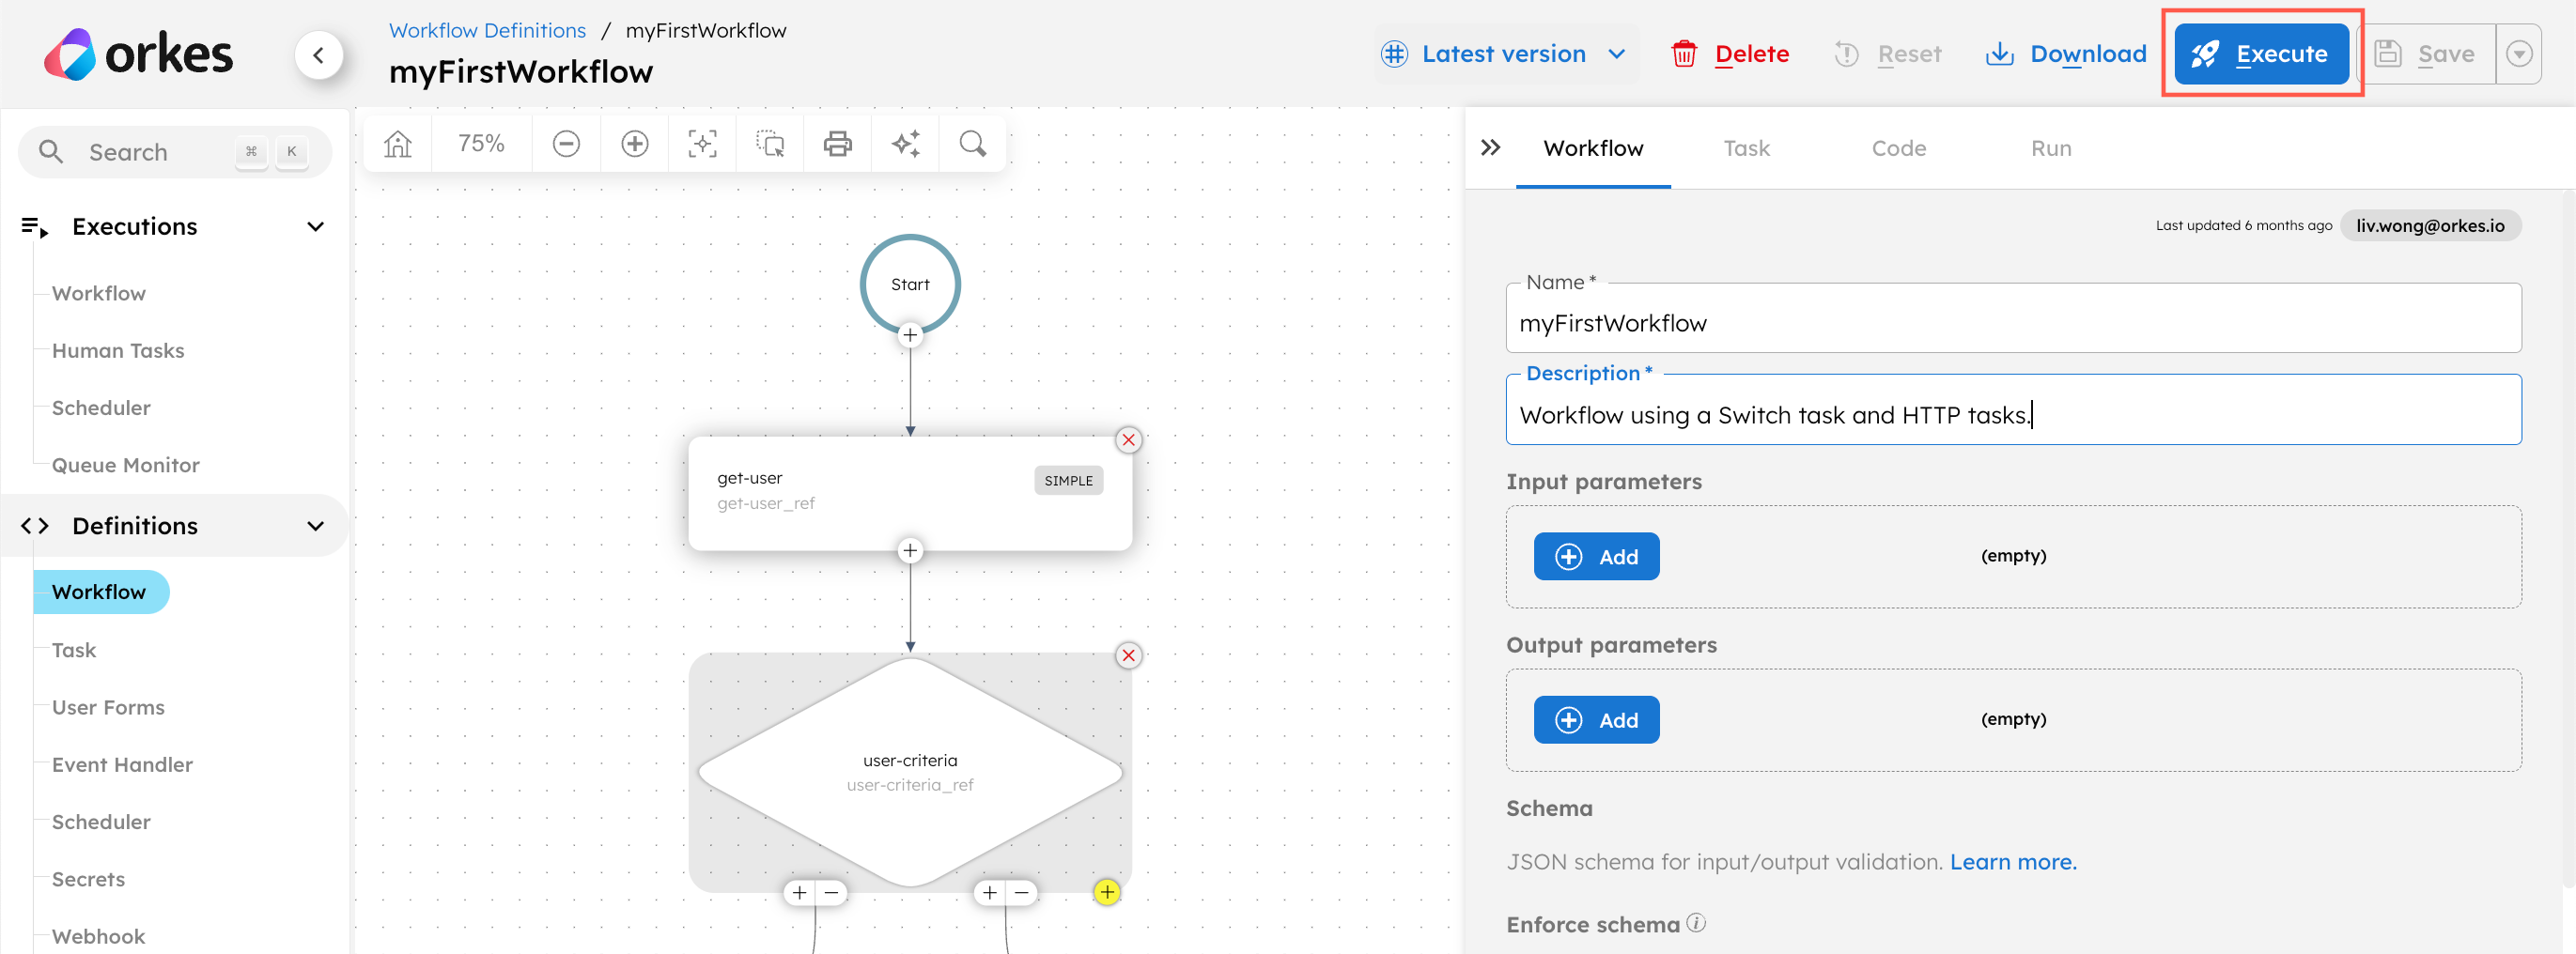 orkes
Workflow Definitions / myFirstWorkflow
myFirstWorkflow
Latest version
Delete
Reset
Download
Execute
Save
Search ⌘ K
Executions
Workflow
Human Tasks
Scheduler
Queue Monitor
Definitions
Workflow
Task
User Forms
Event Handler
Scheduler
Secrets
Webhook
75%
Start
get-user
SIMPLE
get-user_ref
user-criteria
user-criteria_ref
Workflow
Task
Code
Run
Last updated 6 months ago liv.wong@orkes.io
Name *
myFirstWorkflow
Description *
Workflow using a Switch task and HTTP tasks.
Input parameters
Add
(empty)
Output parameters
Add
(empty)
Schema
JSON schema for input/output validation. Learn more.
Enforce schema